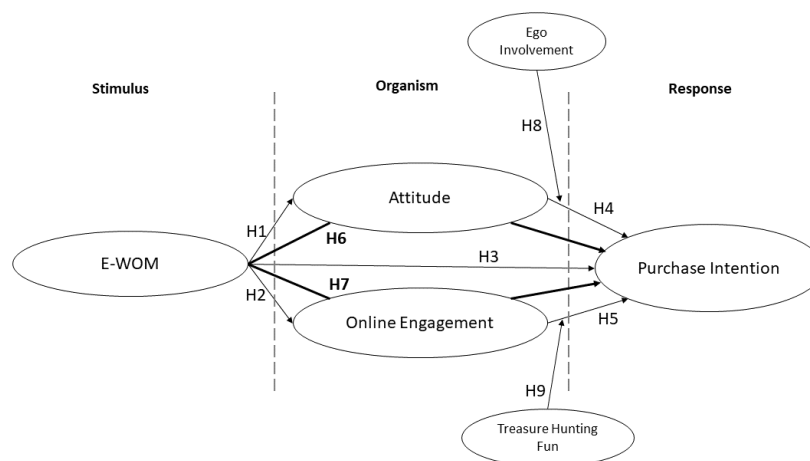 Ego
Involvement
Stimulus
Organism
Response
H8
Attitude
H4
H1
H6
E-WOM
H3
Purchase Intention
H7
H2
Online Engagement
H5
H9
Treasure Hunting
Fun